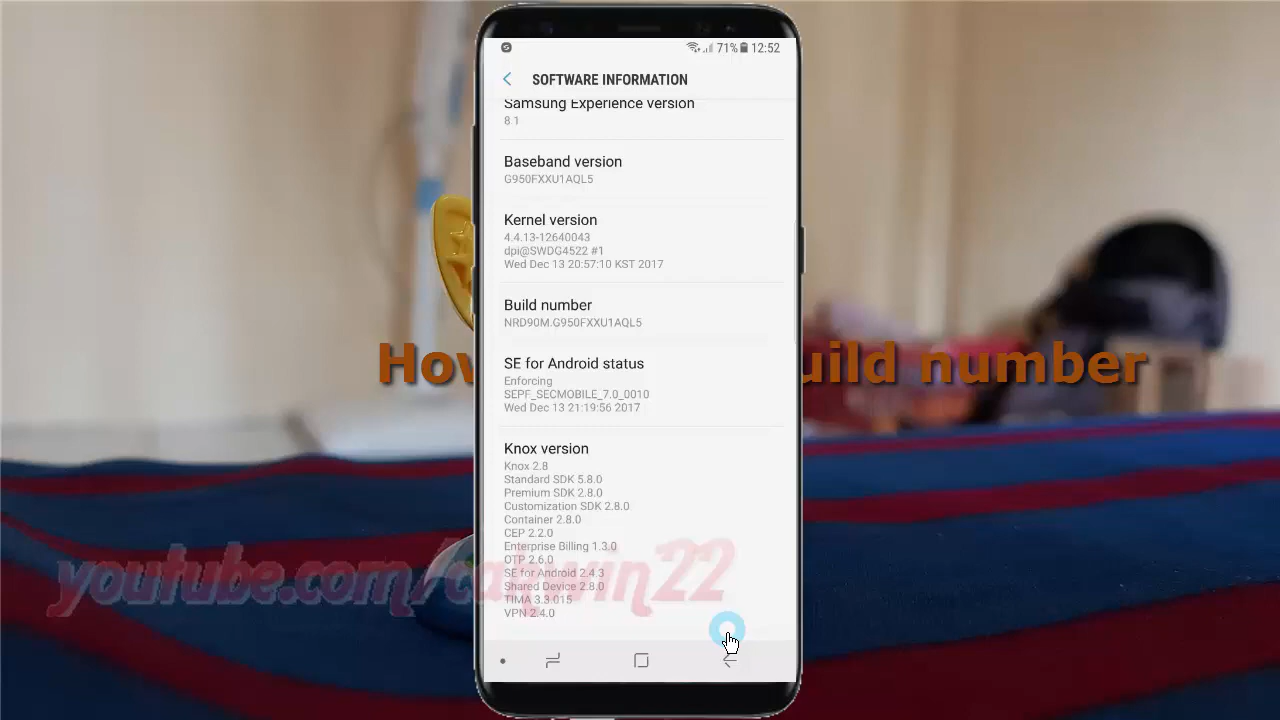 71% 12:52
SOFTWARE INFORMATION
Samsung Experience version
8.1
Baseband version
G950FXXU1AQL5
Kernel version
4.4.13-12640043
dpi@SWDG4522 #1
Wed Dec 13 20:57:10 KST 2017
Build number
NRD90M.G950FXXU1AQL5
How uild number
SE for Android status
Enforcing
SEPF_SECMOBILE_7.0_0010
Wed Dec 13 21:19:56 2017
Knox version
Knox 2.8
Standard SDK 5.8.0
Premium SDK 2.8.0
Customization SDK 2.8.0
Container 2.8.0
CEP 2.2.0
Enterprise Billing 1.3.0
OTP 2.6.0
SE for Android 2.4.3
Shared Device 2.8.0
TIMA 3.3.015
VPN 2.4.0